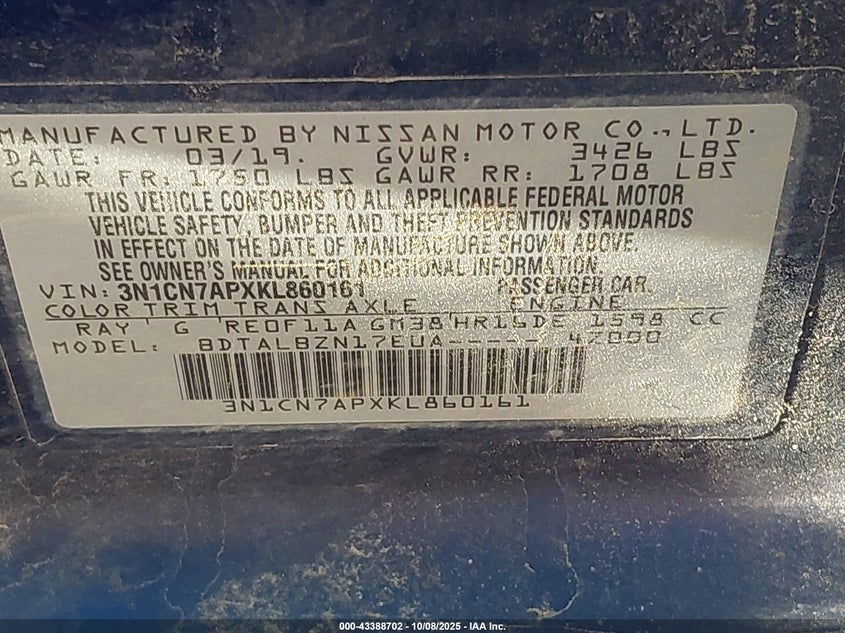 MANUFACTURED BY NISSAN MOTOR CO., LTD.
DATE: 03/19. GVWR: 3426 LBS
GAWR FR: 1750 LBS GAWR RR: 1708 LBS
THIS VEHICLE CONFORMS TO ALL APPLICABLE FEDERAL MOTOR
VEHICLE SAFETY, BUMPER AND THEFT PREVENTION STANDARDS
IN EFFECT ON THE DATE OF MANUFACTURE SHOWN ABOVE.
SEE OWNER'S MANUAL FOR ADDITIONAL INFORMATION.
VIN: 3N1CN7APXKL860161 PASSENGER CAR.
COLOR TRIM TRANS AXLE ENGINE
RAY G RE0F11A GM38 HR16DE 1598 CC
MODEL: BDTALBZN17EUA----- 42000
3N1CN7APXKL860161
000-43388702 - 10/08/2025 - IAA Inc.